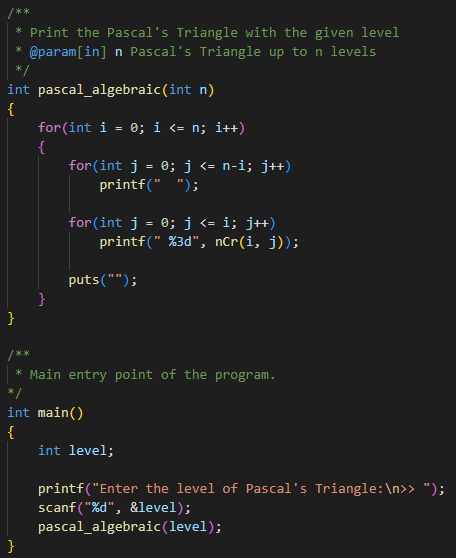 /**
 * Print the Pascal's Triangle with the given level
 * @param[in] n Pascal's Triangle up to n levels
 */
int pascal_algebraic(int n)
{
    for(int i = 0; i <= n; i++)
    {
        for(int j = 0; j <= n-i; j++)
            printf("  ");

        for(int j = 0; j <= i; j++)
            printf(" %3d", nCr(i, j));

        puts("");
    }
}

/**
 * Main entry point of the program.
*/
int main()
{
    int level;

    printf("Enter the level of Pascal's Triangle:\n>> ");
    scanf("%d", &level);
    pascal_algebraic(level);
}